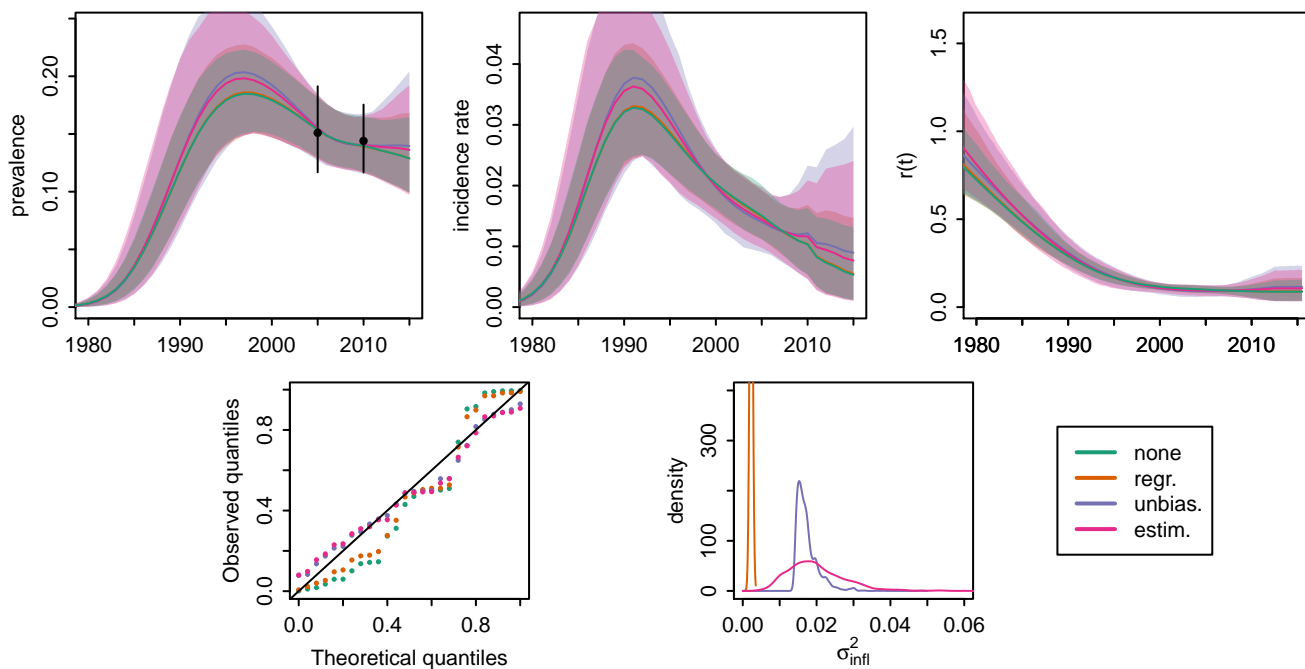 prevalence
0.00 0.10 0.20
1980 1990 2000 2010
incidence rate
0.00 0.01 0.02 0.03 0.04
1980 1990 2000 2010
r(t)
0.0 0.5 1.0 1.5
1980 1990 2000 2010
Observed quantiles
0.0 0.4 0.8
0.0 0.4 0.8
Theoretical quantiles
density
0 100 300
0.00 0.02 0.04 0.06
σ²infl
none
regr.
unbias.
estim.